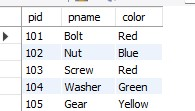 pid pname color
101 Bolt Red
102 Nut Blue
103 Screw Red
104 Washer Green
105 Gear Yellow